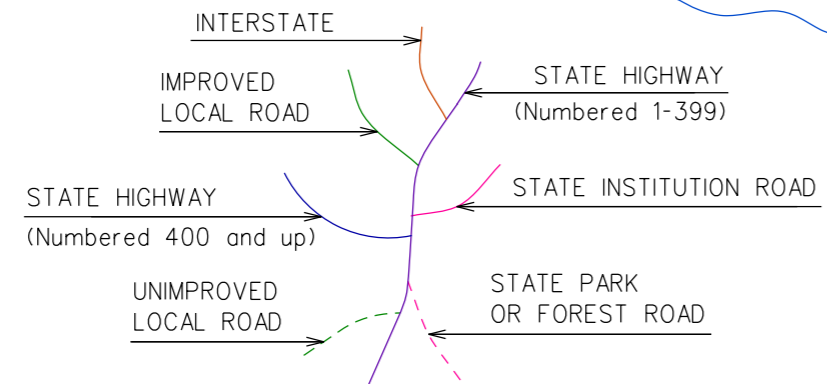 INTERSTATE
STATE HIGHWAY
(Numbered 1-399)
IMPROVED
LOCAL ROAD
STATE INSTITUTION ROAD
STATE HIGHWAY
(Numbered 400 and up)
STATE PARK
OR FOREST ROAD
UNIMPROVED
LOCAL ROAD